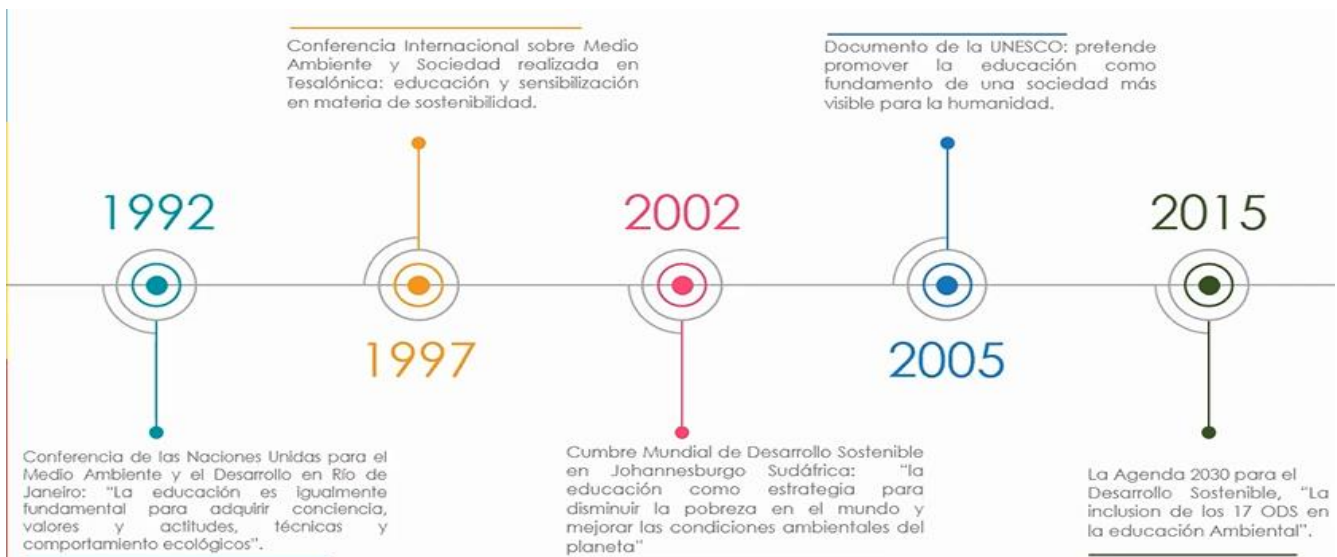 Conferencia Internacional sobre Medio
Ambiente y Sociedad realizada en
Tesalónica: educación y sensibilización
en materia de sostenibilidad.
Documento de la UNESCO: pretende
promover la educación como
fundamento de una sociedad más
visible para la humanidad.
1992
2002
2015
1997
2005
Conferencia de las Naciones Unidas para el
Medio Ambiente y el Desarrollo en Río de
Janeiro: "La educación es igualmente
fundamental para adquirir conciencia,
valores y actitudes, técnicas y
comportamiento ecológicos".
Cumbre Mundial de Desarrollo Sostenible
en Johannesburgo Sudáfrica: "la
educación como estrategia para
disminuir la pobreza en el mundo y
mejorar las condiciones ambientales del
planeta"
La Agenda 2030 para el
Desarrollo Sostenible, "La
inclusion de los 17 ODS en
la educación Ambiental".